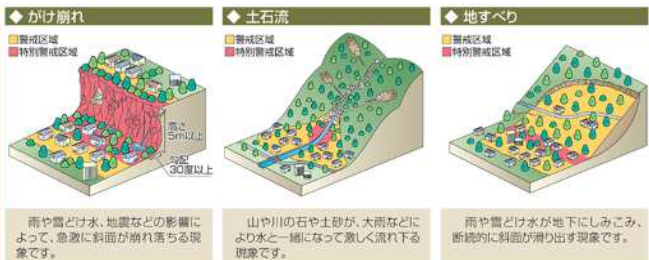 ◆ がけ崩れ
警戒区域
特別警戒区域
高さ
5m以上
勾配
30度以上
雨や雪どけ水、地震などの影響に
よって、急激に斜面が崩れ落ちる現
象です。
◆ 土石流
警戒区域
特別警戒区域
山や川の石や土砂が、大雨などに
より水と一緒になって激しく流れ下る
現象です。
◆ 地すべり
警戒区域
特別警戒区域
雨や雪どけ水が地下にしみこみ、
断続的に斜面が滑り出す現象です。